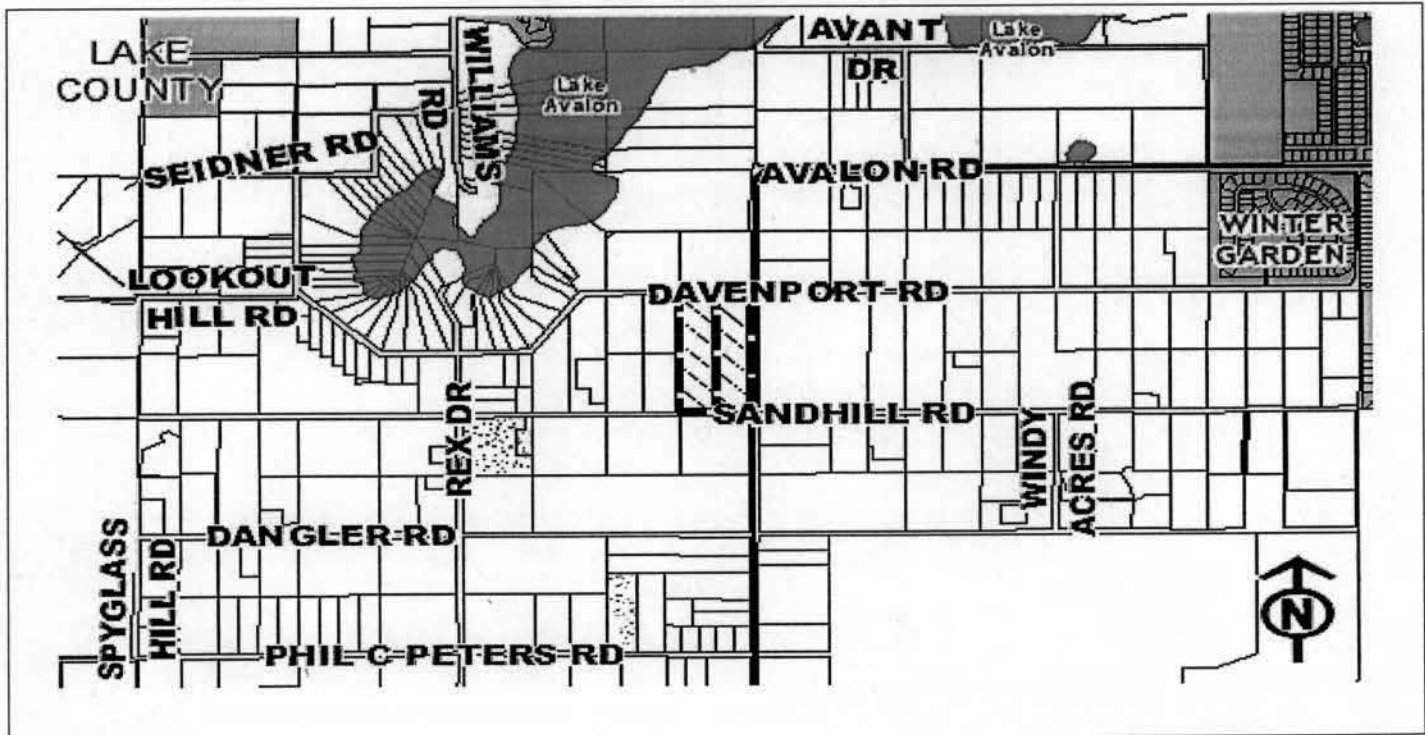 LAKE
COUNTY
WILLIAMS
RD
Lake
Avalon
AVANT
DR
Lake
Avalon
SEIDNER RD
AVALON RD
WINTER
GARDEN
LOOKOUT
HILL RD
DAVENPORT RD
SANDHILL RD
REX DR
WINDY
ACRES RD
DANGLER RD
SPYGLASS
HILL RD
PHIL C PETERS RD
N